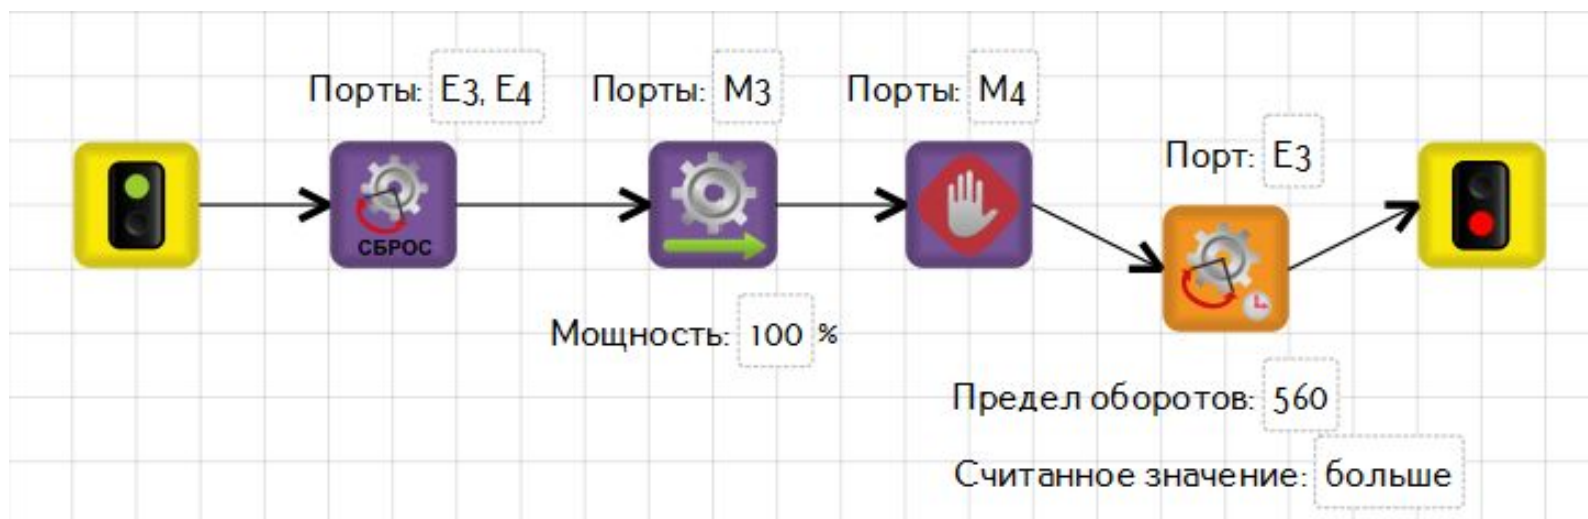 Порты: E3, E4
Порты: M3
Порты: M4
Порт: E3
СБРОС
Мощность: 100 %
Предел оборотов: 560
Считанное значение: больше